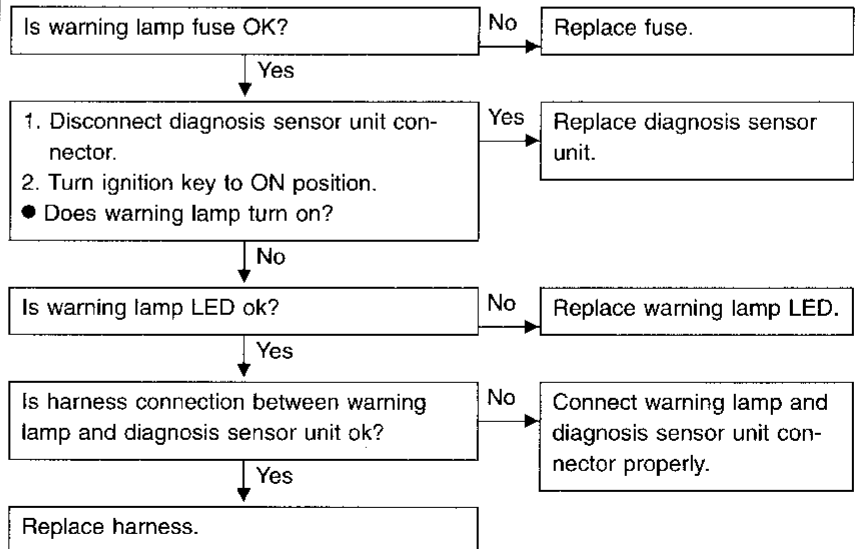 Is warning lamp fuse OK?
No
Replace fuse.
Yes
1. Disconnect diagnosis sensor unit con-
nector.
2. Turn ignition key to ON position.
● Does warning lamp turn on?
Yes
Replace diagnosis sensor
unit.
No
Is warning lamp LED ok?
No
Replace warning lamp LED.
Yes
Is harness connection between warning
lamp and diagnosis sensor unit ok?
No
Connect warning lamp and
diagnosis sensor unit con-
nector properly.
Yes
Replace harness.